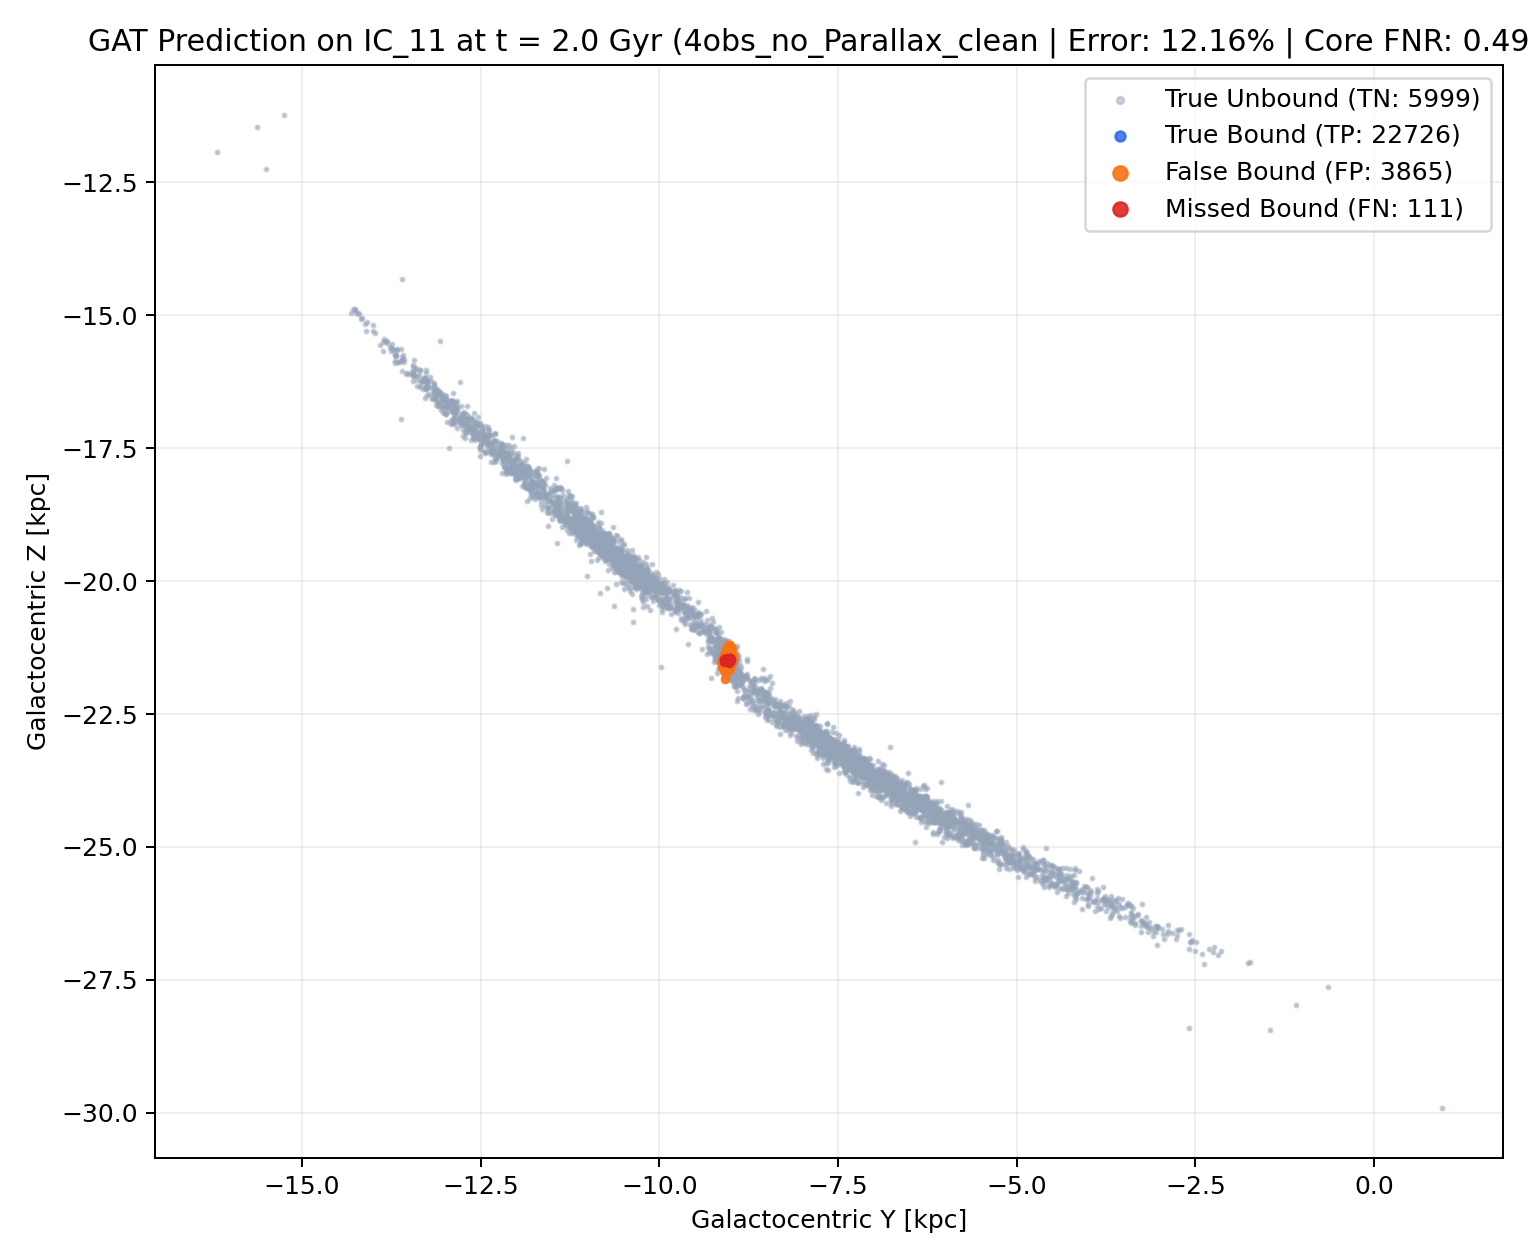 GAT Prediction on IC_11 at t = 2.0 Gyr (4obs_no_Parallax_clean | Error: 12.16% | Core FNR: 0.49
True Unbound (TN: 5999)
True Bound (TP: 22726)
False Bound (FP: 3865)
Missed Bound (FN: 111)
Galactocentric Z [kpc]
−12.5
−15.0
−17.5
−20.0
−22.5
−25.0
−27.5
−30.0
−15.0 −12.5 −10.0 −7.5 −5.0 −2.5 0.0
Galactocentric Y [kpc]